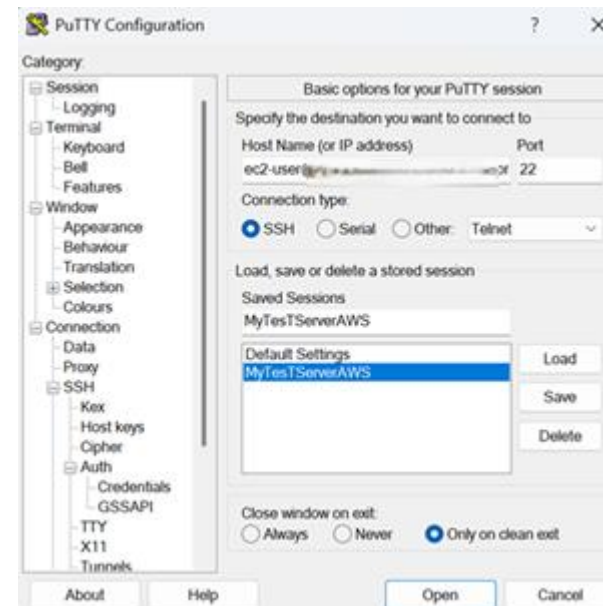 PuTTY Configuration
?
X
Category:
Session
Logging
Terminal
Keyboard
Bell
Features
Window
Appearance
Behaviour
Translation
Selection
Colours
Connection
Data
Proxy
SSH
Kex
Host keys
Cipher
Auth
Credentials
GSSAPI
TTY
X11
Tunnels
Basic options for your PuTTY session
Specify the destination you want to connect to
Host Name (or IP address) Port
ec2-user 22
Connection type:
SSH Serial Other: Telnet
Load, save or delete a stored session
Saved Sessions
MyTesTServerAWS
Default Settings
MyTesTServerAWS
Load
Save
Delete
Close window on exit:
Always Never Only on clean exit
About Help Open Cancel